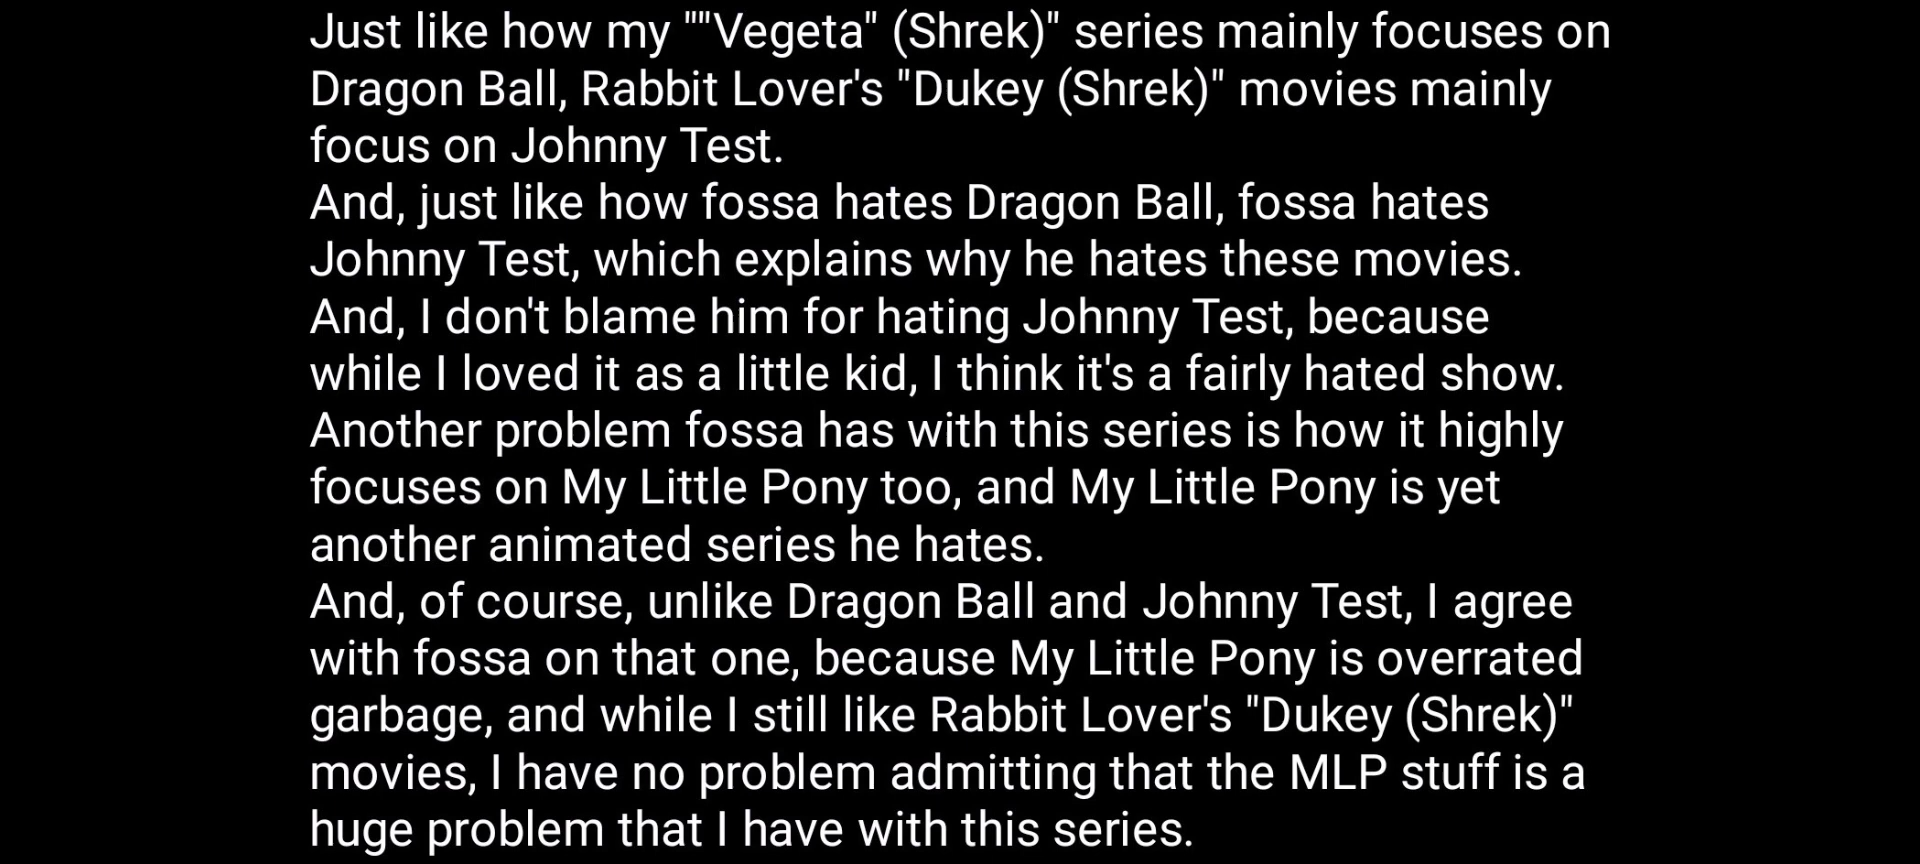 Just like how my ""Vegeta" (Shrek)" series mainly focuses on
Dragon Ball, Rabbit Lover's "Dukey (Shrek)" movies mainly
focus on Johnny Test.
And, just like how fossa hates Dragon Ball, fossa hates
Johnny Test, which explains why he hates these movies.
And, I don't blame him for hating Johnny Test, because
while I loved it as a little kid, I think it's a fairly hated show.
Another problem fossa has with this series is how it highly
focuses on My Little Pony too, and My Little Pony is yet
another animated series he hates.
And, of course, unlike Dragon Ball and Johnny Test, I agree
with fossa on that one, because My Little Pony is overrated
garbage, and while I still like Rabbit Lover's "Dukey (Shrek)"
movies, I have no problem admitting that the MLP stuff is a
huge problem that I have with this series.